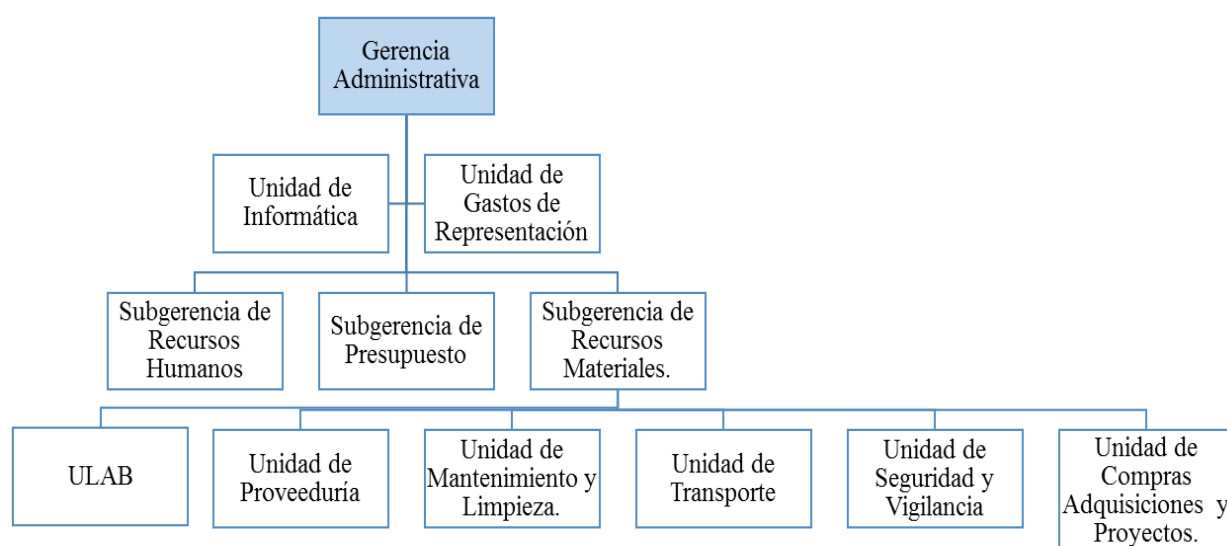 Gerencia
Administrativa
Unidad de
Informática
Unidad de
Gastos de
Representación
Subgerencia de
Recursos
Humanos
Subgerencia de
Presupuesto
Subgerencia de
Recursos
Materiales.
ULAB
Unidad de
Proveeduría
Unidad de
Mantenimiento y
Limpieza.
Unidad de
Transporte
Unidad de
Seguridad y
Vigilancia
Unidad de
Compras
Adquisiciones y
Proyectos.